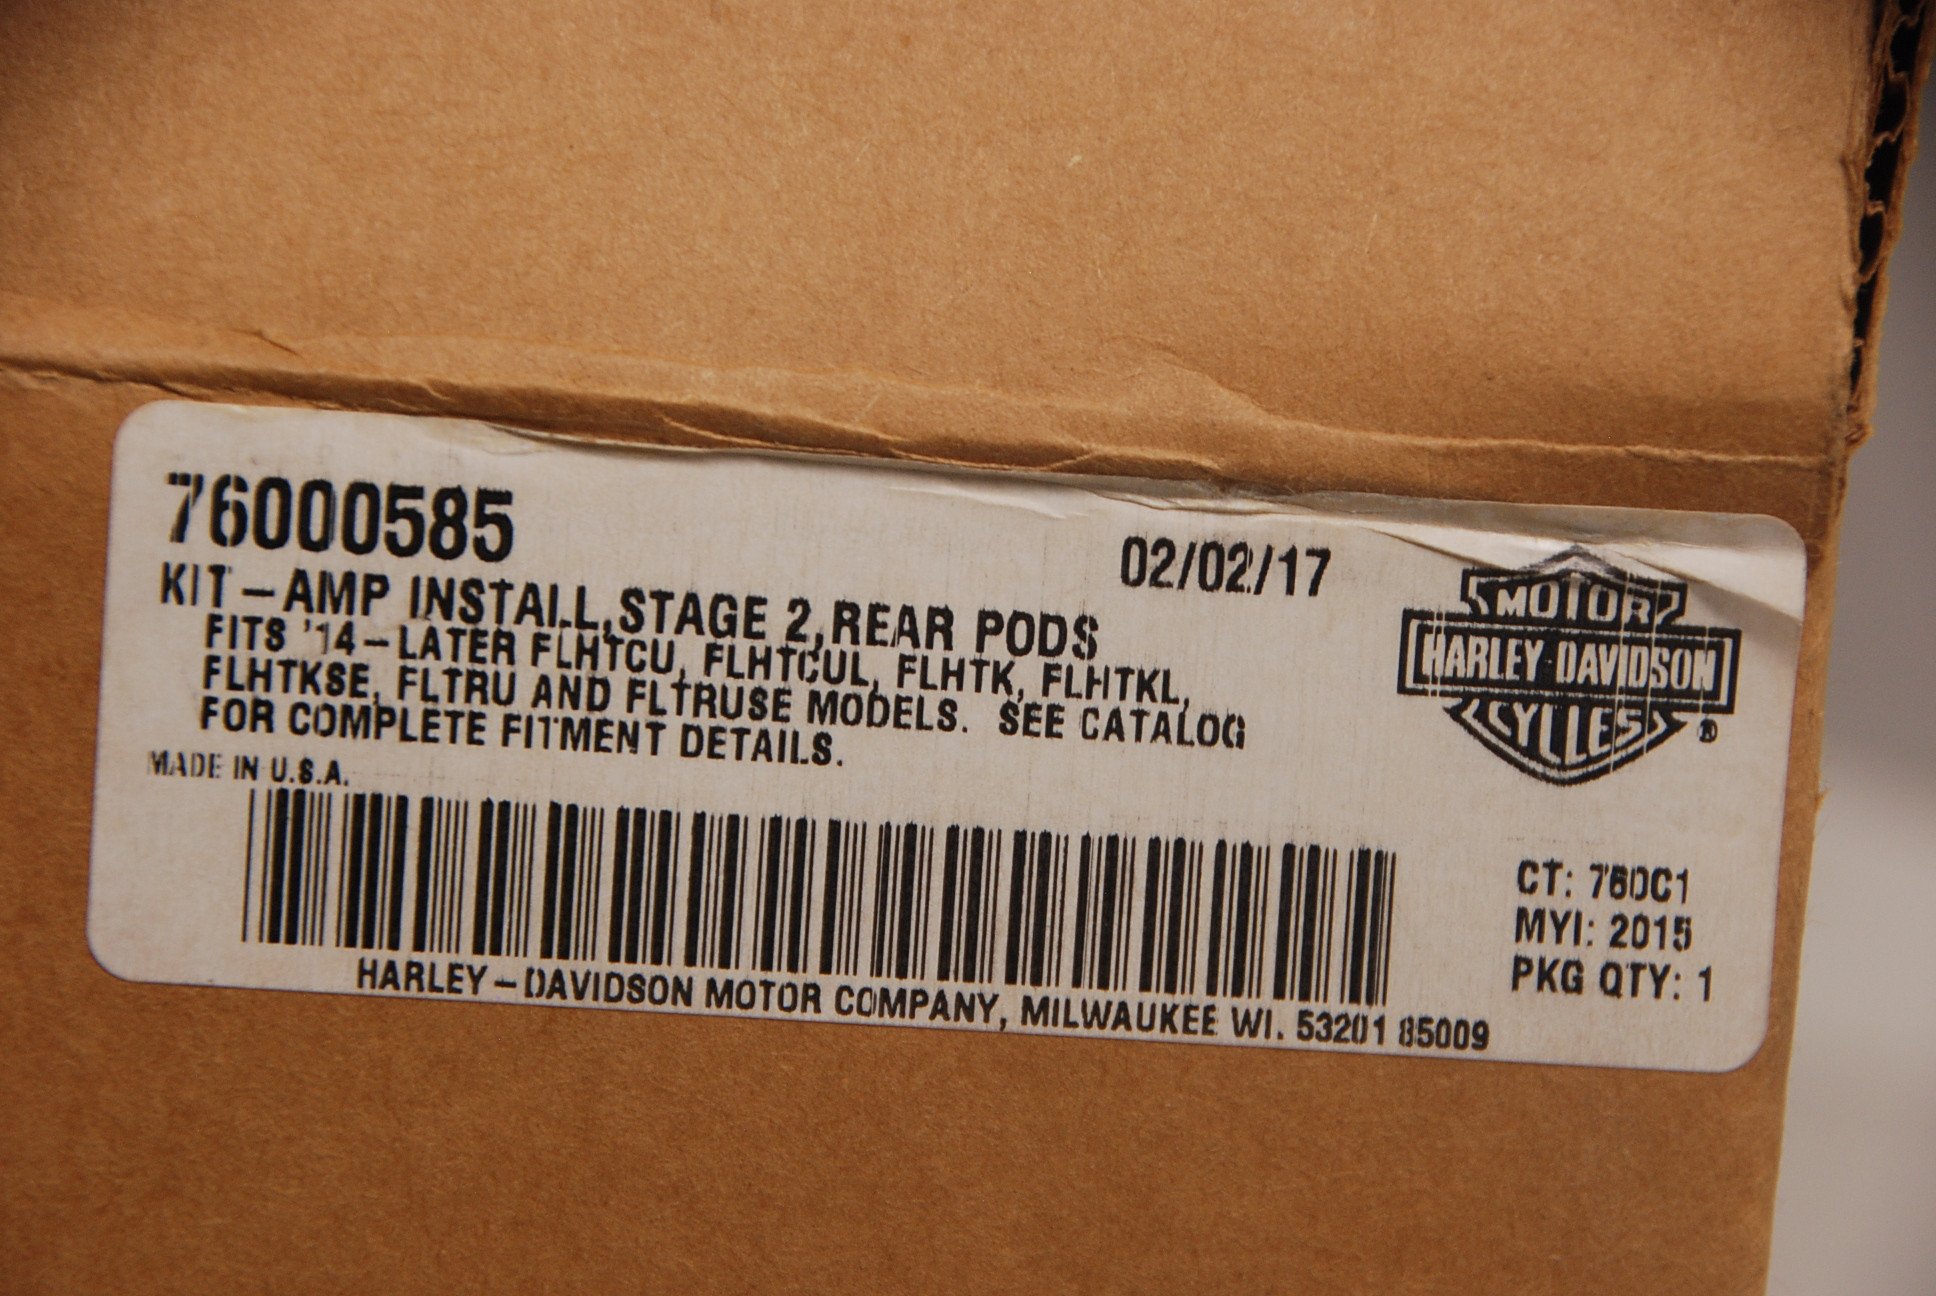 76000585
02/02/17
KIT-AMP INSTALL,STAGE 2,REAR PODS
FITS '14-LATER FLHTCU, FLHTCUL, FLHTK, FLHTKL,
FLHTKSE, FLTRU AND FLTRUSE MODELS. SEE CATALOG
FOR COMPLETE FITMENT DETAILS.
MADE IN U.S.A.
MOTOR
HARLEY-DAVIDSON
CYCLES
®
CT: 760C1
MYI: 2015
PKG QTY: 1
HARLEY-DAVIDSON MOTOR COMPANY, MILWAUKEE WI. 53201 85009